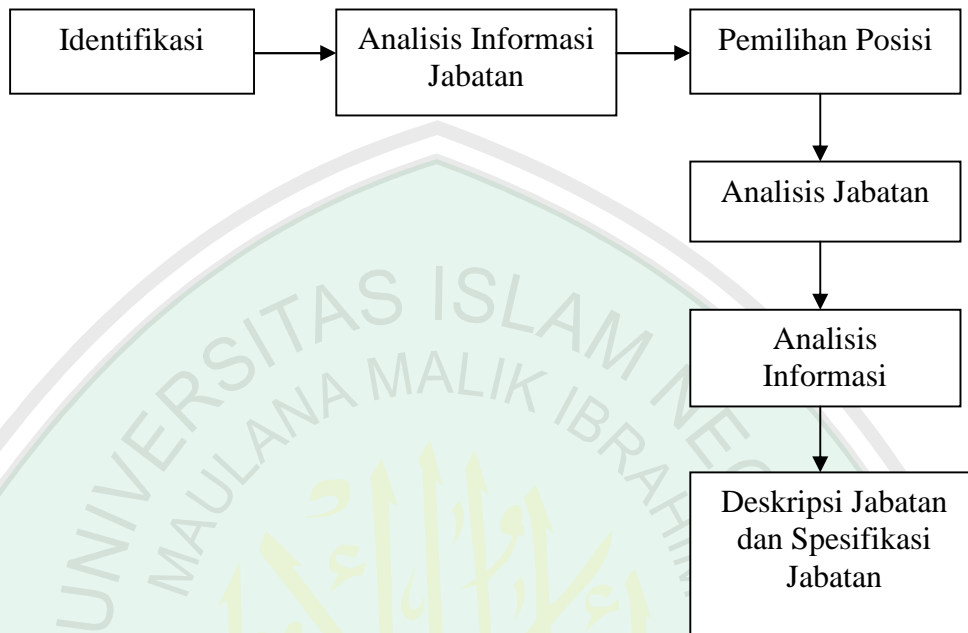 Identifikasi
Analisis Informasi
Jabatan
Pemilihan Posisi
Analisis Jabatan
Analisis
Informasi
Deskripsi Jabatan
dan Spesifikasi
Jabatan
UNIVERSITAS ISLAM NEG
MAULANA MALIK IBRAHIM